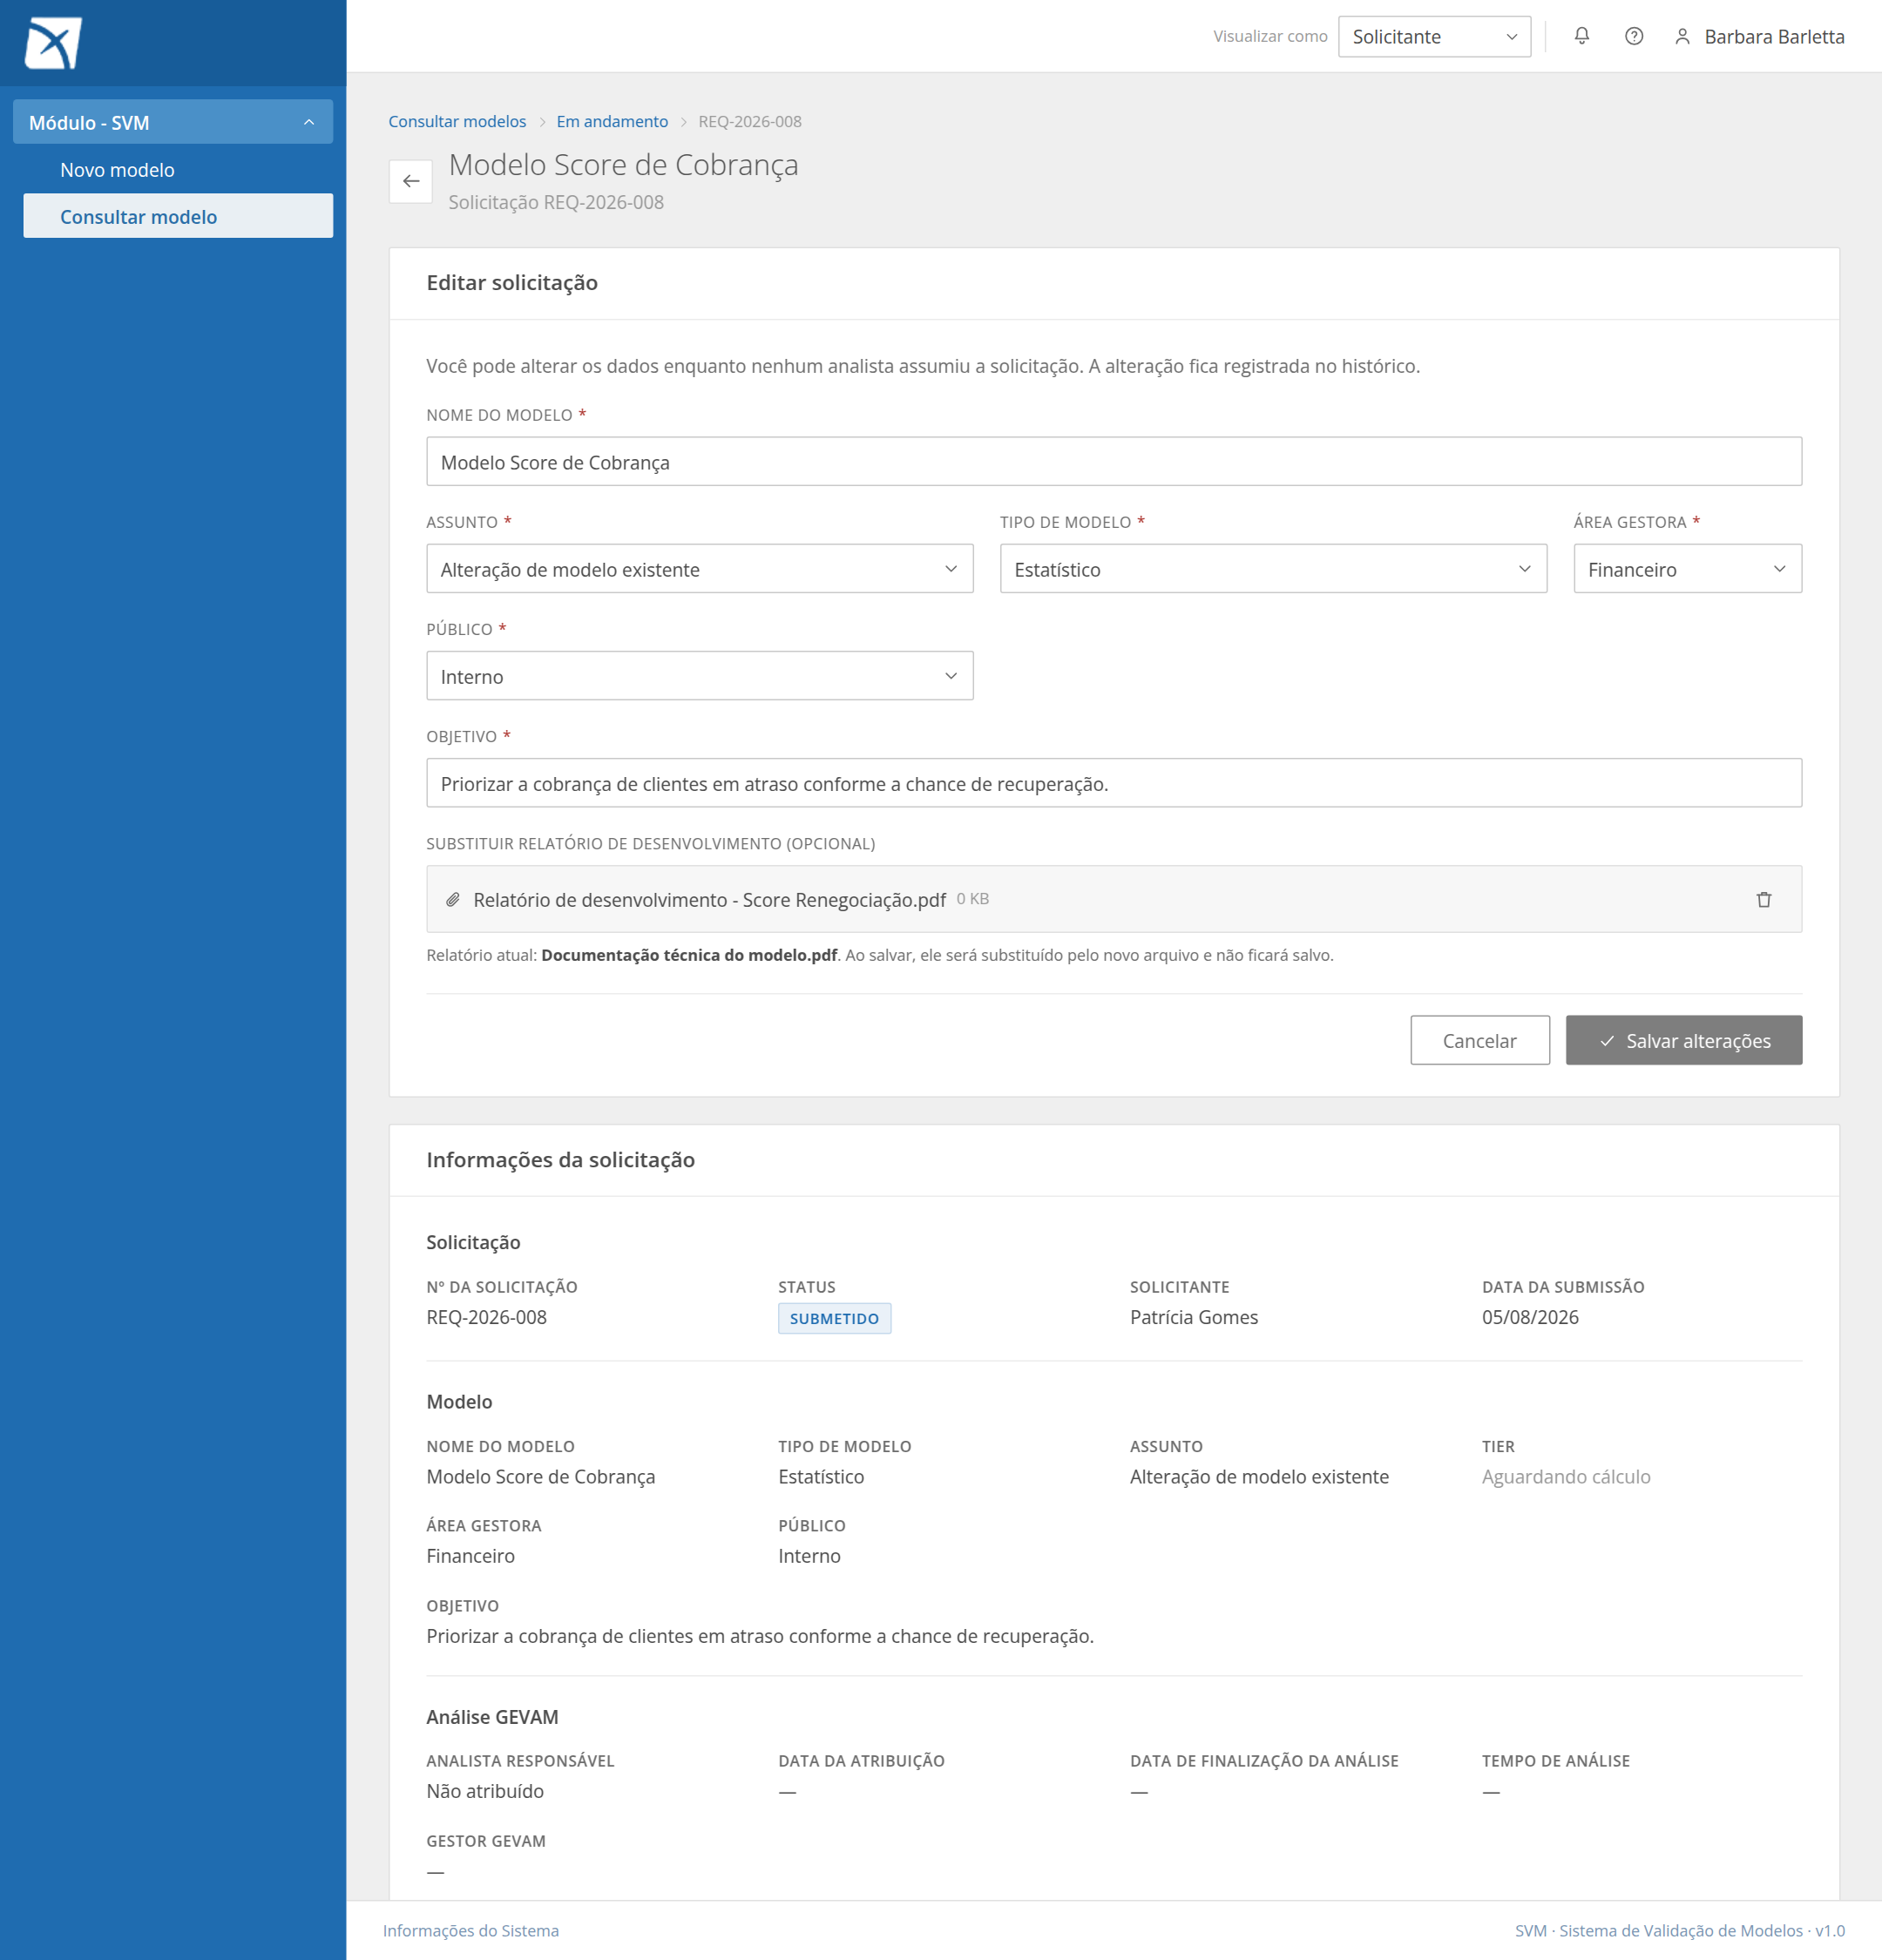 Visualizar como Solicitante Barbara Barletta
Módulo - SVM
Novo modelo
Consultar modelo
Consultar modelos > Em andamento > REQ-2026-008
Modelo Score de Cobrança
Solicitação REQ-2026-008
Editar solicitação
Você pode alterar os dados enquanto nenhum analista assumiu a solicitação. A alteração fica registrada no histórico.
NOME DO MODELO *
Modelo Score de Cobrança
ASSUNTO * TIPO DE MODELO * ÁREA GESTORA *
Alteração de modelo existente Estatístico Financeiro
PÚBLICO *
Interno
OBJETIVO *
Priorizar a cobrança de clientes em atraso conforme a chance de recuperação.
SUBSTITUIR RELATÓRIO DE DESENVOLVIMENTO (OPCIONAL)
Relatório de desenvolvimento - Score Renegociação.pdf 0 KB
Relatório atual: Documentação técnica do modelo.pdf. Ao salvar, ele será substituído pelo novo arquivo e não ficará salvo.
Cancelar Salvar alterações
Informações da solicitação
Solicitação
Nº DA SOLICITAÇÃO STATUS SOLICITANTE DATA DA SUBMISSÃO
REQ-2026-008 SUBMETIDO Patrícia Gomes 05/08/2026
Modelo
NOME DO MODELO TIPO DE MODELO ASSUNTO TIER
Modelo Score de Cobrança Estatístico Alteração de modelo existente Aguardando cálculo
ÁREA GESTORA PÚBLICO
Financeiro Interno
OBJETIVO
Priorizar a cobrança de clientes em atraso conforme a chance de recuperação.
Análise GEVAM
ANALISTA RESPONSÁVEL DATA DA ATRIBUIÇÃO DATA DE FINALIZAÇÃO DA ANÁLISE TEMPO DE ANÁLISE
Não atribuído — — —
GESTOR GEVAM
—
Informações do Sistema SVM · Sistema de Validação de Modelos · v1.0